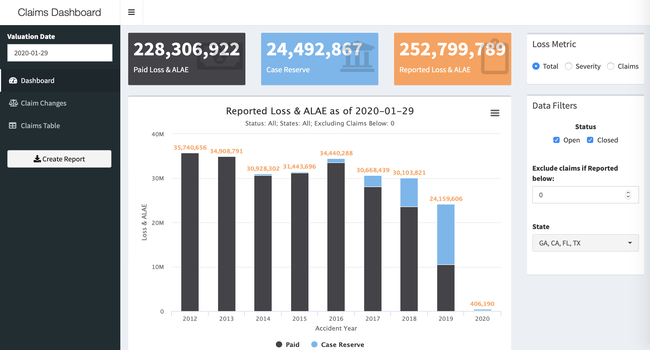 Claims Dashboard
Valuation Date
2020-01-29
Dashboard
Claim Changes
Claims Table
Create Report
228,306,922
Paid Loss & ALAE
24,492,867
Case Reserve
252,799,789
Reported Loss & ALAE
Reported Loss & ALAE as of 2020-01-29
Status: All; States: All; Excluding Claims Below: 0
Loss & ALAE
40M
30M
20M
10M
0
35,740,656
34,908,791
30,928,302
31,443,696
34,440,288
30,668,439
30,103,821
24,159,606
406,190
2012
2013
2014
2015
2016
2017
2018
2019
2020
Accident Year
Paid
Case Reserve
Loss Metric
Total
Severity
Claims
Data Filters
Status
Open
Closed
Exclude claims if Reported
below:
0
State
GA, CA, FL, TX